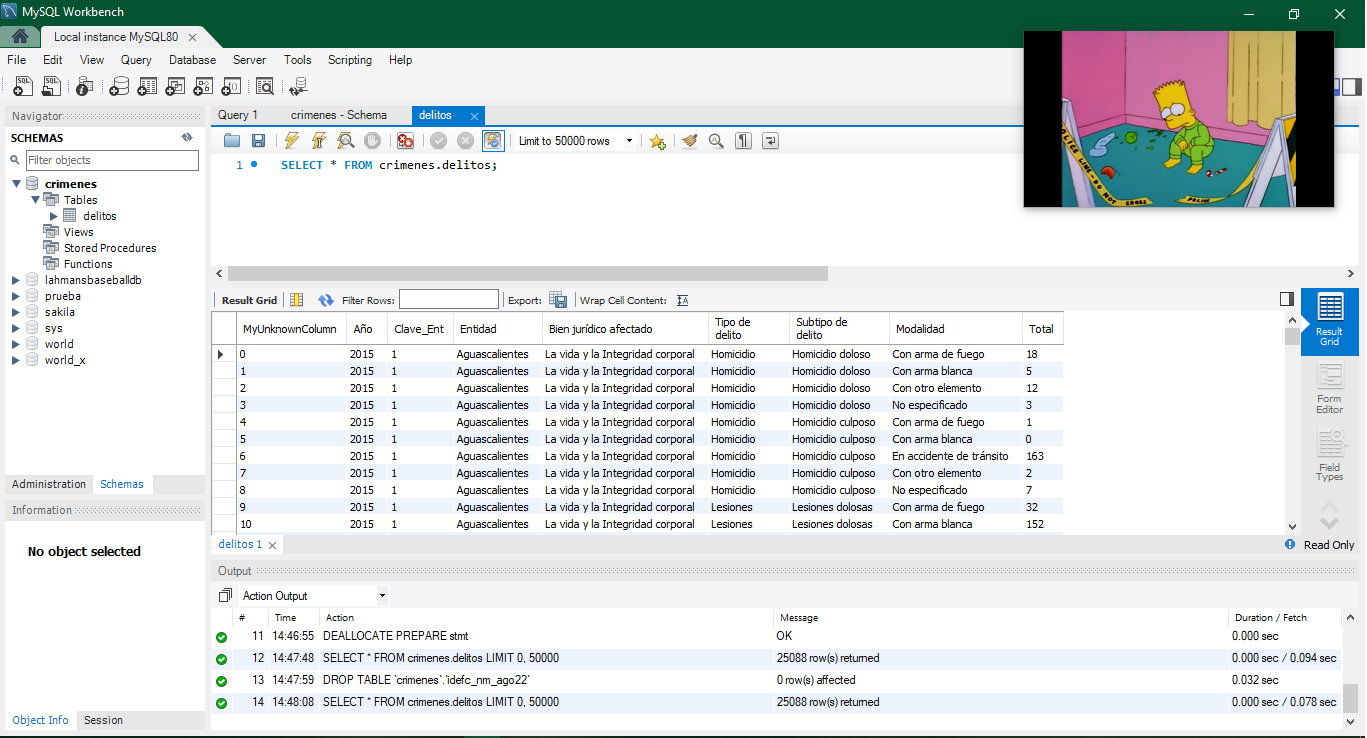 MySQL Workbench
Local instance MySQL80
File Edit View Query Database Server Tools Scripting Help
Navigator
SCHEMAS
Filter objects
crimenes
Tables
delitos
Views
Stored Procedures
Functions
lahmansbaseballdb
prueba
sakila
sys
world
world_x
Administration Schemas
Information
No object selected
Object Info Session
Query 1 crimenes - Schema delitos
Limit to 50000 rows
1 SELECT * FROM crimenes.delitos;
POLICE LINE - DO NOT CROSS
POLICE
Result Grid Filter Rows: Export: Wrap Cell Content:
MyUnknownColumn Año Clave_Ent Entidad Bien jurídico afectado Tipo de delito Subtipo de delito Modalidad Total
0 2015 1 Aguascalientes La vida y la Integridad corporal Homicidio Homicidio doloso Con arma de fuego 18
1 2015 1 Aguascalientes La vida y la Integridad corporal Homicidio Homicidio doloso Con arma blanca 5
2 2015 1 Aguascalientes La vida y la Integridad corporal Homicidio Homicidio doloso Con otro elemento 12
3 2015 1 Aguascalientes La vida y la Integridad corporal Homicidio Homicidio doloso No especificado 3
4 2015 1 Aguascalientes La vida y la Integridad corporal Homicidio Homicidio culposo Con arma de fuego 1
5 2015 1 Aguascalientes La vida y la Integridad corporal Homicidio Homicidio culposo Con arma blanca 0
6 2015 1 Aguascalientes La vida y la Integridad corporal Homicidio Homicidio culposo En accidente de tránsito 163
7 2015 1 Aguascalientes La vida y la Integridad corporal Homicidio Homicidio culposo Con otro elemento 2
8 2015 1 Aguascalientes La vida y la Integridad corporal Homicidio Homicidio culposo No especificado 7
9 2015 1 Aguascalientes La vida y la Integridad corporal Lesiones Lesiones dolosas Con arma de fuego 32
10 2015 1 Aguascalientes La vida y la Integridad corporal Lesiones Lesiones dolosas Con arma blanca 152
Result
Grid
Form
Editor
Field
Types
delitos 1
Read Only
Output
Action Output
# Time Action Message Duration / Fetch
11 14:46:55 DEALLOCATE PREPARE stmt OK 0.000 sec
12 14:47:48 SELECT * FROM crimenes.delitos LIMIT 0, 50000 25088 row(s) returned 0.000 sec / 0.094 sec
13 14:47:59 DROP TABLE `crimenes`.`idefc_nm_ago22` 0 row(s) affected 0.032 sec
14 14:48:08 SELECT * FROM crimenes.delitos LIMIT 0, 50000 25088 row(s) returned 0.000 sec / 0.078 sec